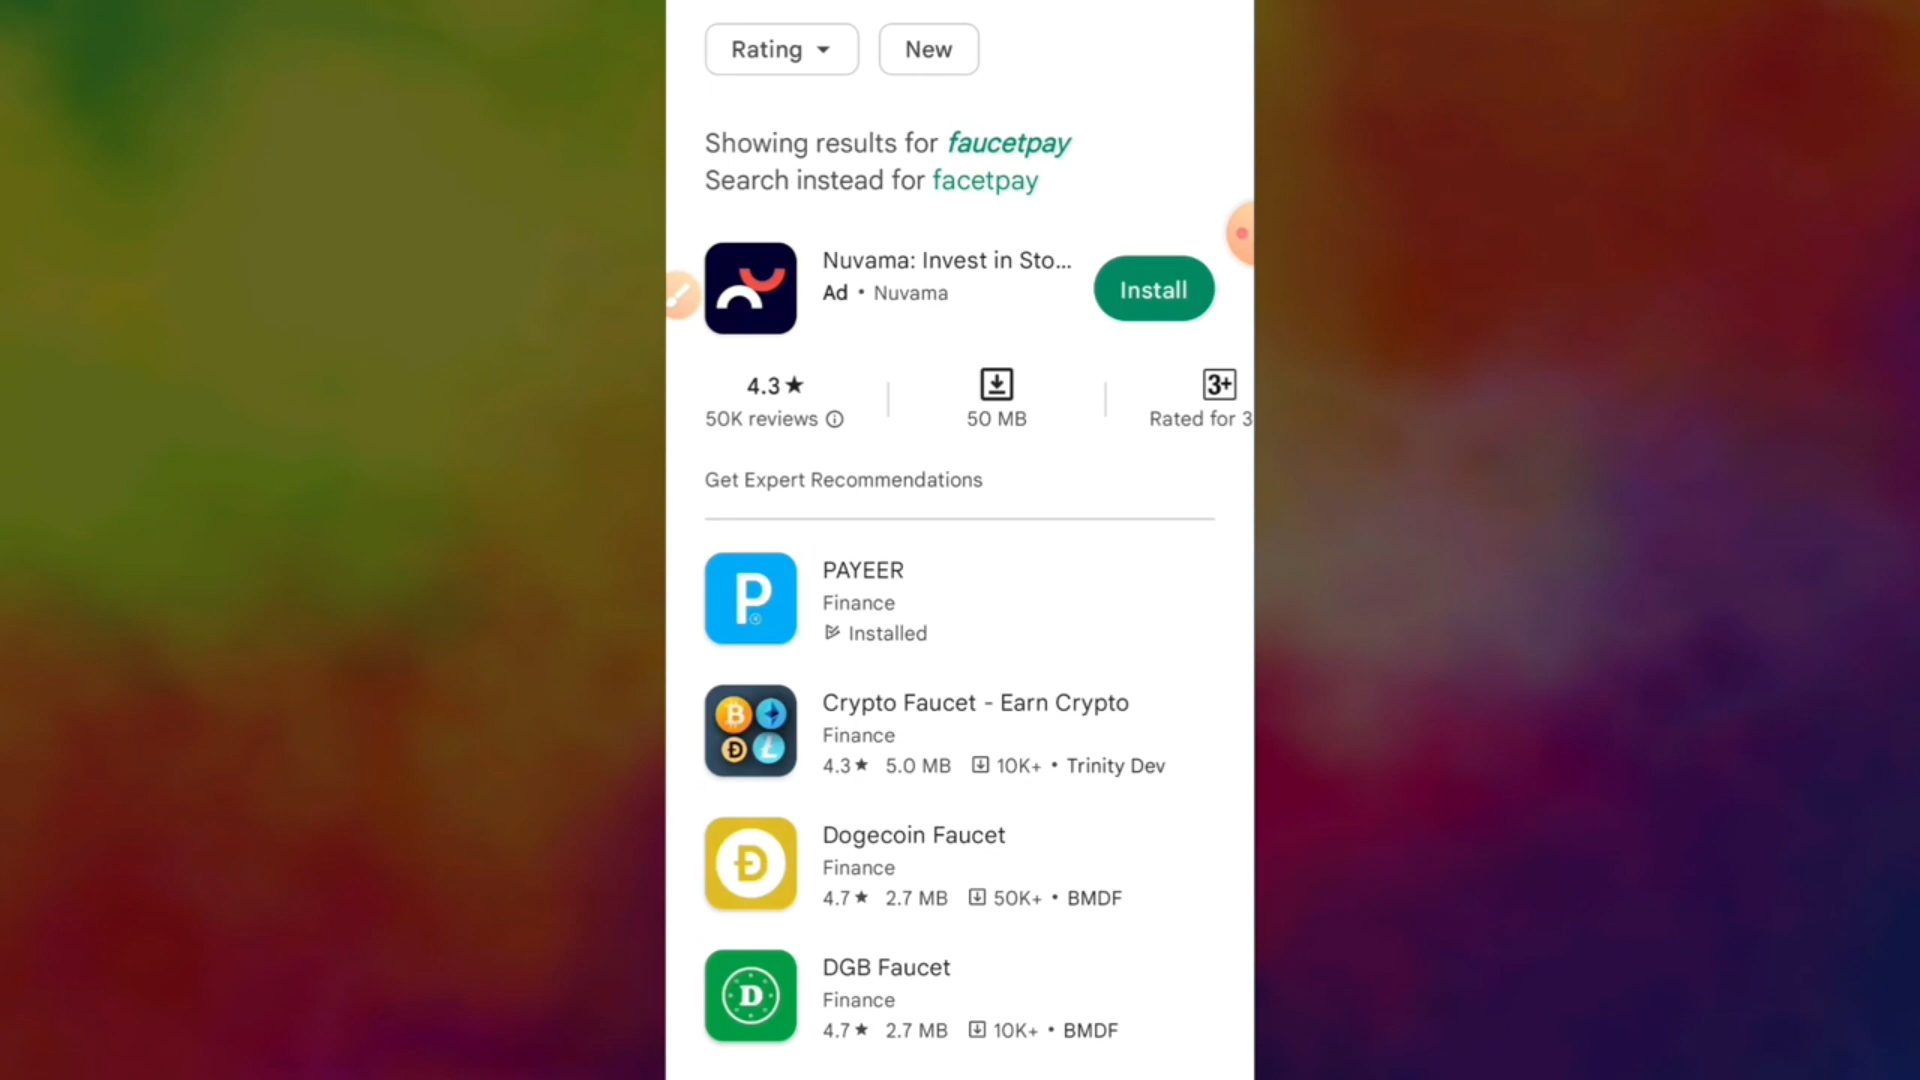 Rating
New
Showing results for faucetpay
Search instead for facetpay
Nuvama: Invest in Sto...
Ad • Nuvama
Install
4.3★
50K reviews
50 MB
3+
Rated for 3
Get Expert Recommendations
P
PAYEER
Finance
Installed
Crypto Faucet - Earn Crypto
Finance
4.3★ 5.0 MB 10K+ • Trinity Dev
Dogecoin Faucet
Finance
4.7★ 2.7 MB 50K+ • BMDF
D
DGB Faucet
Finance
4.7★ 2.7 MB 10K+ • BMDF